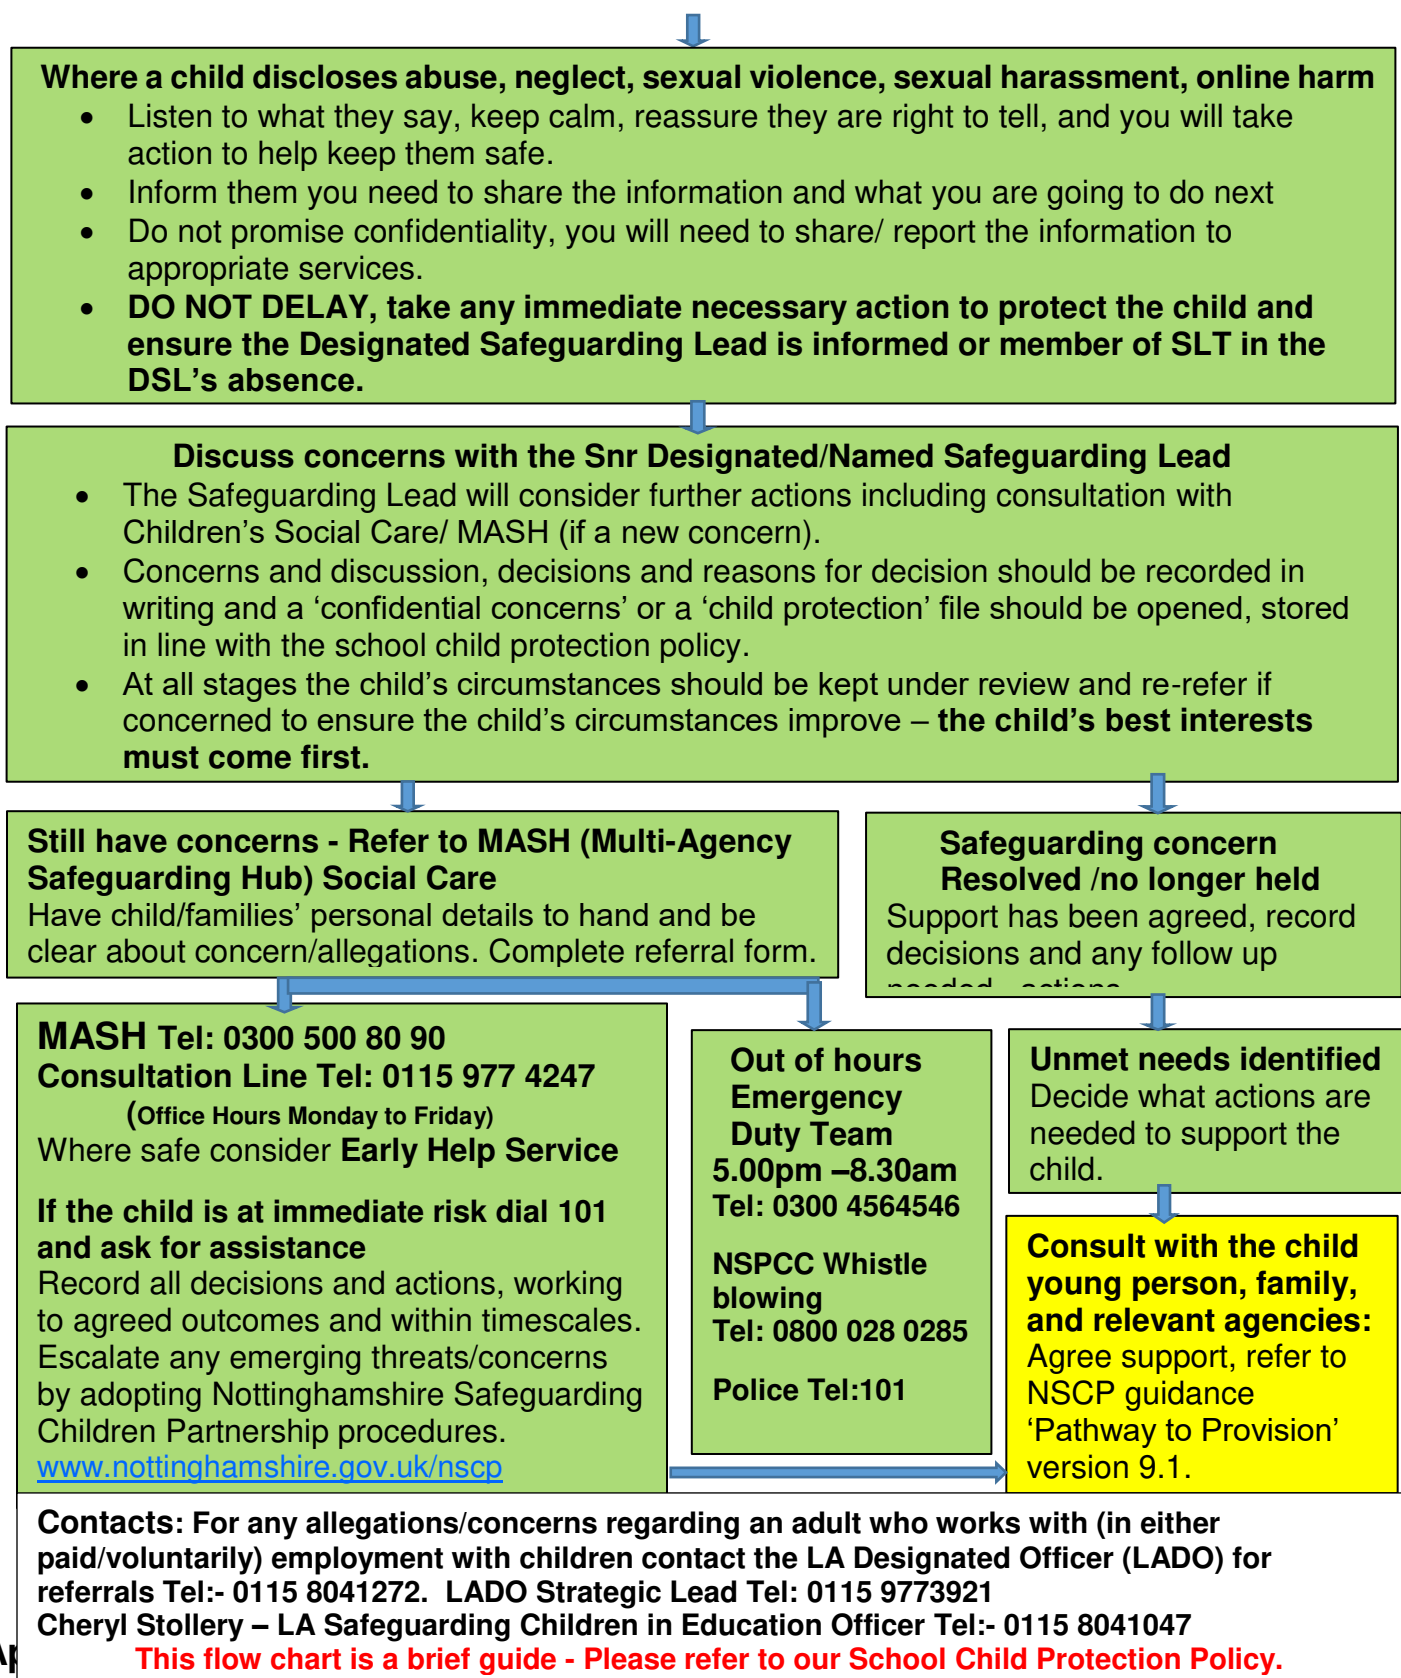 Where a child discloses abuse, neglect, sexual violence, sexual harassment, online harm
• Listen to what they say, keep calm, reassure they are right to tell, and you will take
action to help keep them safe.
• Inform them you need to share the information and what you are going to do next
• Do not promise confidentiality, you will need to share/ report the information to
appropriate services.
• DO NOT DELAY, take any immediate necessary action to protect the child and
ensure the Designated Safeguarding Lead is informed or member of SLT in the
DSL’s absence.
Discuss concerns with the Snr Designated/Named Safeguarding Lead
• The Safeguarding Lead will consider further actions including consultation with
Children’s Social Care/ MASH (if a new concern).
• Concerns and discussion, decisions and reasons for decision should be recorded in
writing and a ‘confidential concerns’ or a ‘child protection’ file should be opened, stored
in line with the school child protection policy.
• At all stages the child’s circumstances should be kept under review and re-refer if
concerned to ensure the child’s circumstances improve – the child’s best interests
must come first.
Still have concerns - Refer to MASH (Multi-Agency
Safeguarding Hub) Social Care
Have child/families’ personal details to hand and be
clear about concern/allegations. Complete referral form.
Safeguarding concern
Resolved /no longer held
Support has been agreed, record
decisions and any follow up
needed actions
MASH Tel: 0300 500 80 90
Consultation Line Tel: 0115 977 4247
(Office Hours Monday to Friday)
Where safe consider Early Help Service
If the child is at immediate risk dial 101
and ask for assistance
Record all decisions and actions, working
to agreed outcomes and within timescales.
Escalate any emerging threats/concerns
by adopting Nottinghamshire Safeguarding
Children Partnership procedures.
www.nottinghamshire.gov.uk/nscp
Out of hours
Emergency
Duty Team
5.00pm –8.30am
Tel: 0300 4564546
NSPCC Whistle
blowing
Tel: 0800 028 0285
Police Tel:101
Unmet needs identified
Decide what actions are
needed to support the
child.
Consult with the child
young person, family,
and relevant agencies:
Agree support, refer to
NSCP guidance
‘Pathway to Provision’
version 9.1.
Contacts: For any allegations/concerns regarding an adult who works with (in either
paid/voluntarily) employment with children contact the LA Designated Officer (LADO) for
referrals Tel:- 0115 8041272. LADO Strategic Lead Tel: 0115 9773921
Cheryl Stollery – LA Safeguarding Children in Education Officer Tel:- 0115 8041047
This flow chart is a brief guide - Please refer to our School Child Protection Policy.